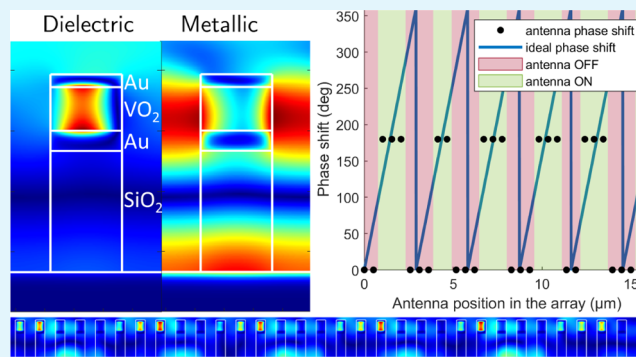 Dielectric
Metallic
Au
VO₂
Au
SiO₂
Phase shift (deg)
350
300
250
200
150
100
50
0
0
5
10
15
Antenna position in the array (μm)
antenna phase shift
ideal phase shift
antenna OFF
antenna ON